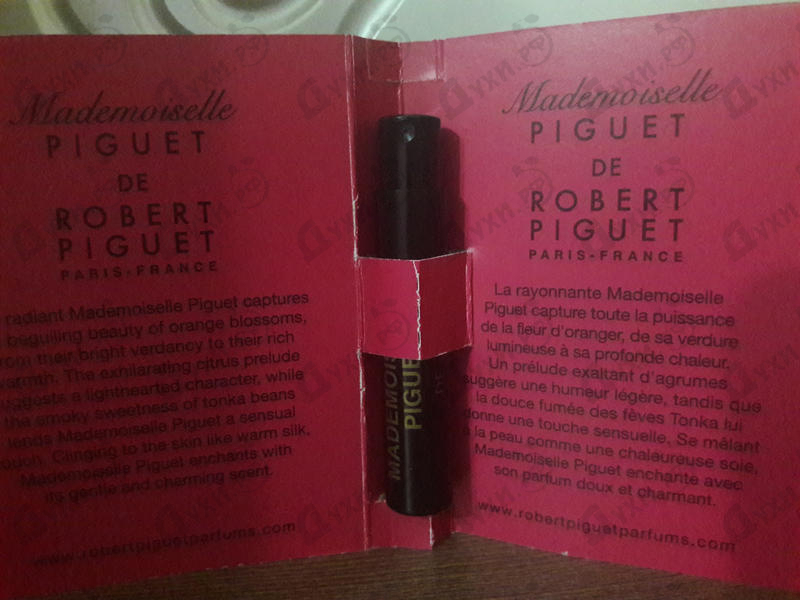 Mademoiselle
PIGUET
DE
ROBERT
PIGUET
PARIS-FRANCE
radiant Mademoiselle Piguet captures
beguiling beauty of orange blossoms,
from their bright verdancy to their rich
warmth. The exhilarating citrus prelude
suggests a lighthearted character, while
the smoky sweetness of tonka beans
lends Mademoiselle Piguet a sensual
touch. Clinging to the skin like warm silk,
Mademoiselle Piguet enchants with
its gentle and charming scent.
www.robertpiguetparfums.com
MADEMOI
PIGUE
DE
Mademoiselle
PIGUET
DE
ROBERT
PIGUET
PARIS-FRANCE
La rayonnante Mademoiselle
Piguet capture toute la puissance
de la fleur d'oranger, de sa verdure
lumineuse à sa profonde chaleur.
Un prélude exaltant d'agrumes
suggère une humeur légère, tandis que
la douce fumée des fèves Tonka lui
donne une touche sensuelle. Se mêlant
à la peau comme une chaleureuse soie,
Mademoiselle Piguet enchante avec
son parfum doux et charmant.
www.robertpiguetparfums.com
Духи.рф